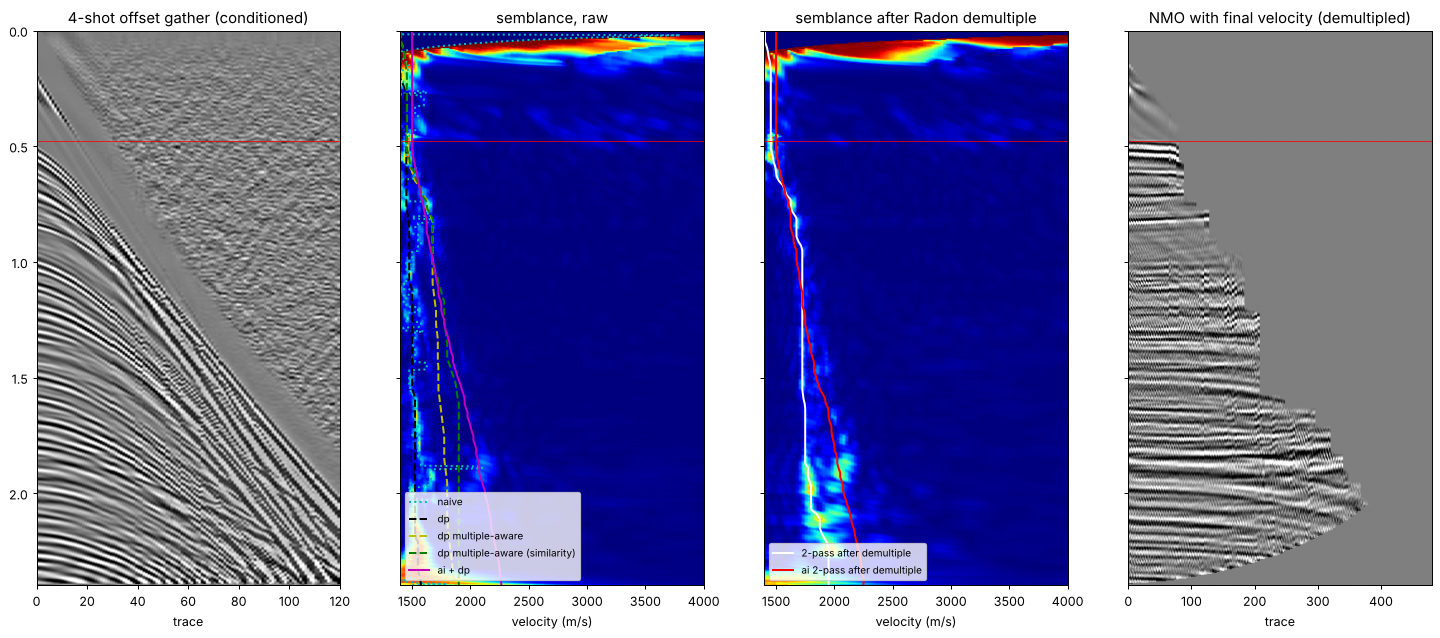 4-shot offset gather (conditioned)
semblance, raw
semblance after Radon demultiple
NMO with final velocity (demultipled)
0.0
0.5
1.0
1.5
2.0
naive
dp
dp multiple-aware
dp multiple-aware (similarity)
ai + dp
2-pass after demultiple
ai 2-pass after demultiple
0 20 40 60 80 100 120
1500 2000 2500 3000 3500 4000
1500 2000 2500 3000 3500 4000
0 100 200 300 400
trace
velocity (m/s)
velocity (m/s)
trace